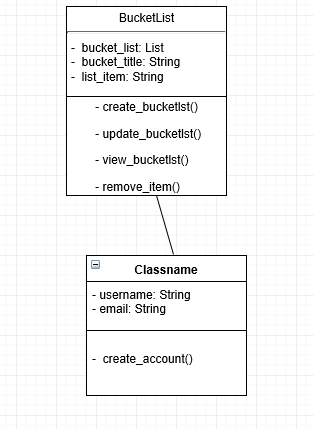 BucketList
- bucket_list: List
- bucket_title: String
- list_item: String
- create_bucketlst()
- update_bucketlst()
- view_bucketlst()
- remove_item()
Classname
- username: String
- email: String
- create_account()